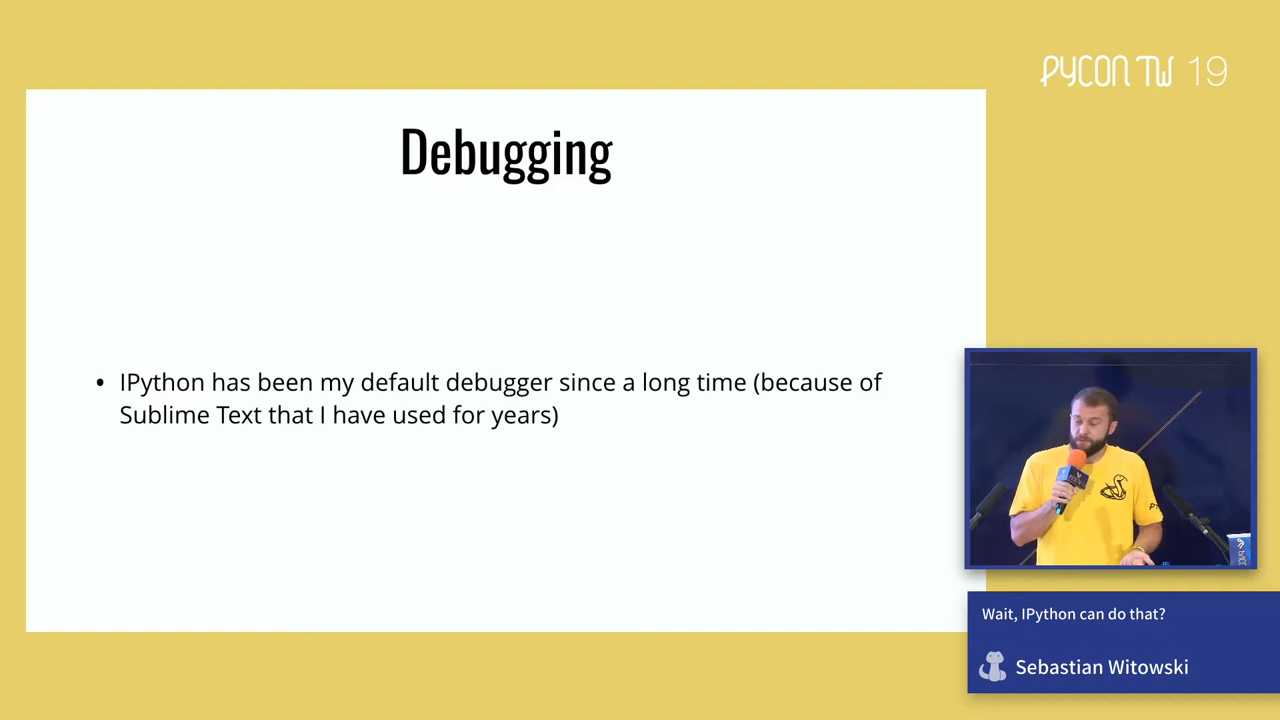 PYCON TW 19
Debugging
• IPython has been my default debugger since a long time (because of
Sublime Text that I have used for years)
Wait, IPython can do that?
Sebastian Witowski